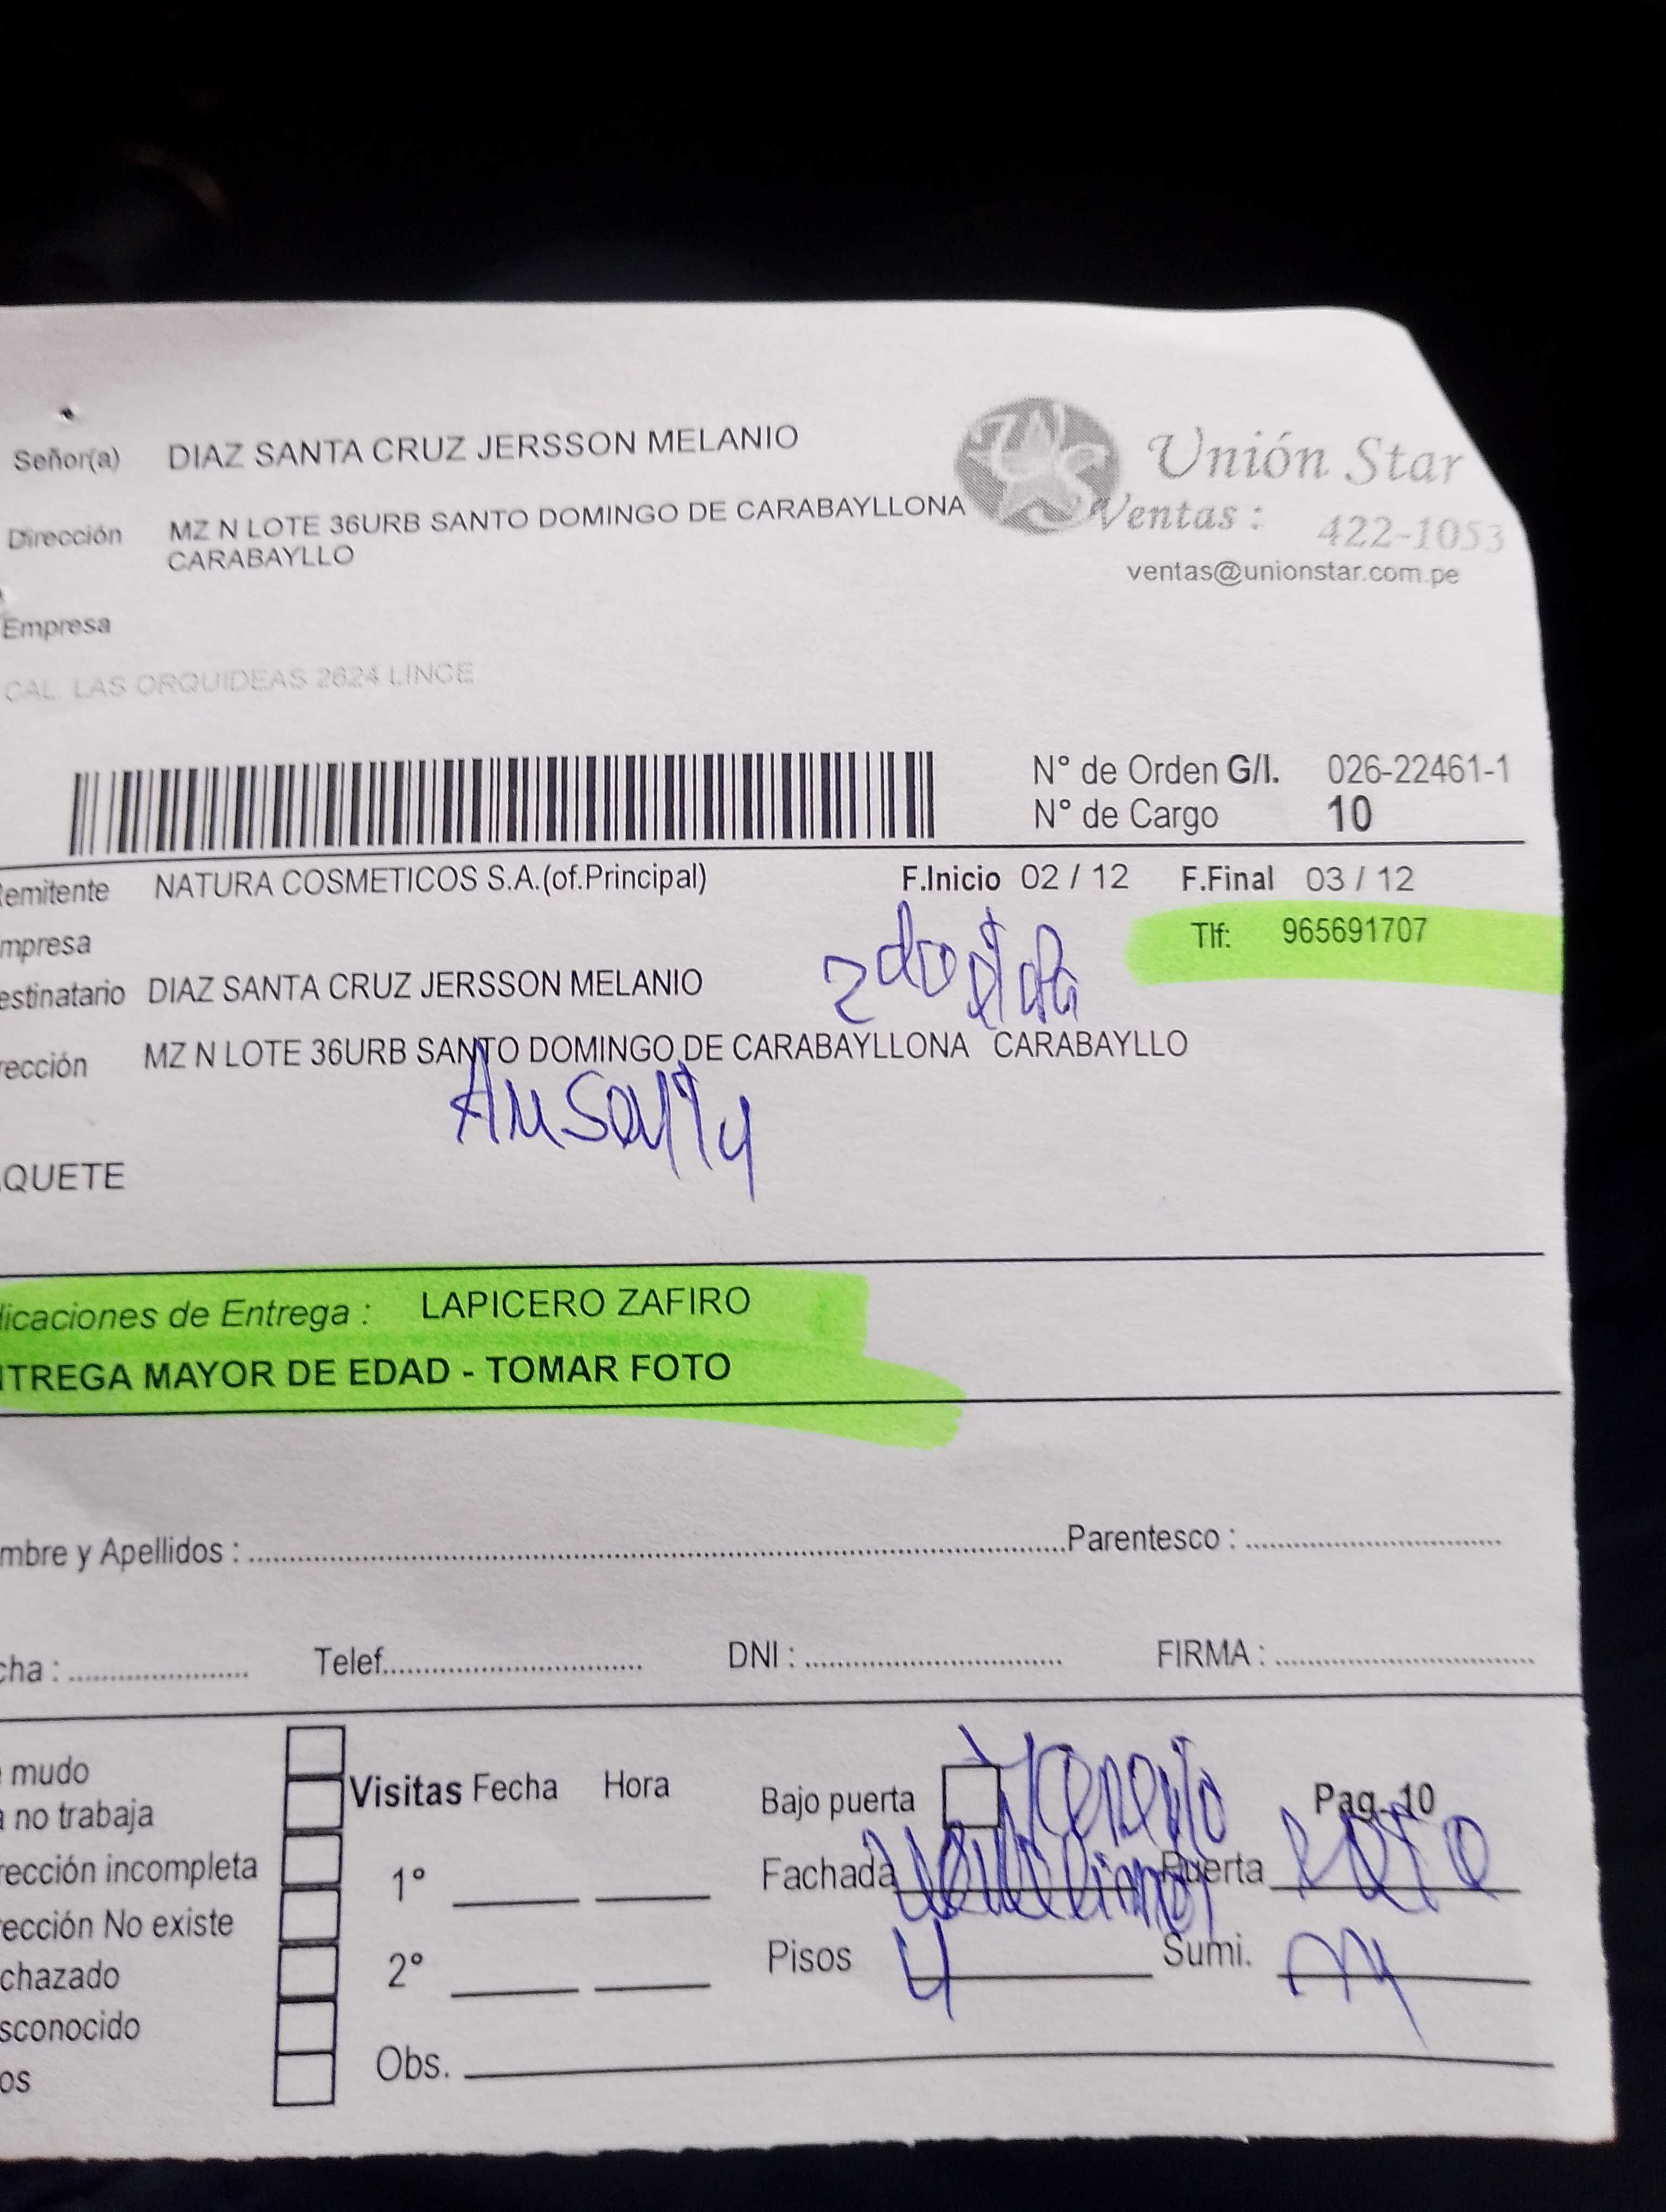 Señor(a) DIAZ SANTA CRUZ JERSSON MELANIO
Unión Star
Dirección MZ N LOTE 36URB SANTO DOMINGO DE CARABAYLLONA
CARABAYLLO
Ventas : 422-1053
ventas@unionstar.com.pe
Empresa
CAL. LAS ORQUIDEAS 2624 LINCE
N° de Orden G/I. 026-22461-1
N° de Cargo 10
Remitente NATURA COSMETICOS S.A.(of.Principal) F.Inicio 02 / 12 F.Final 03 / 12
mpresa
Tlf: 965691707
estinatario DIAZ SANTA CRUZ JERSSON MELANIO
rección MZ N LOTE 36URB SANTO DOMINGO DE CARABAYLLONA CARABAYLLO
QUETE
dicaciones de Entrega : LAPICERO ZAFIRO
NTREGA MAYOR DE EDAD - TOMAR FOTO
mbre y Apellidos : Parentesco :
cha : Telef. DNI : FIRMA :
mudo
Visitas Fecha Hora Bajo puerta Pag. 10
no trabaja
rección incompleta 1° Fachada Puerta
rección No existe
chazado 2° Pisos 4 Sumi.
sconocido
os Obs.